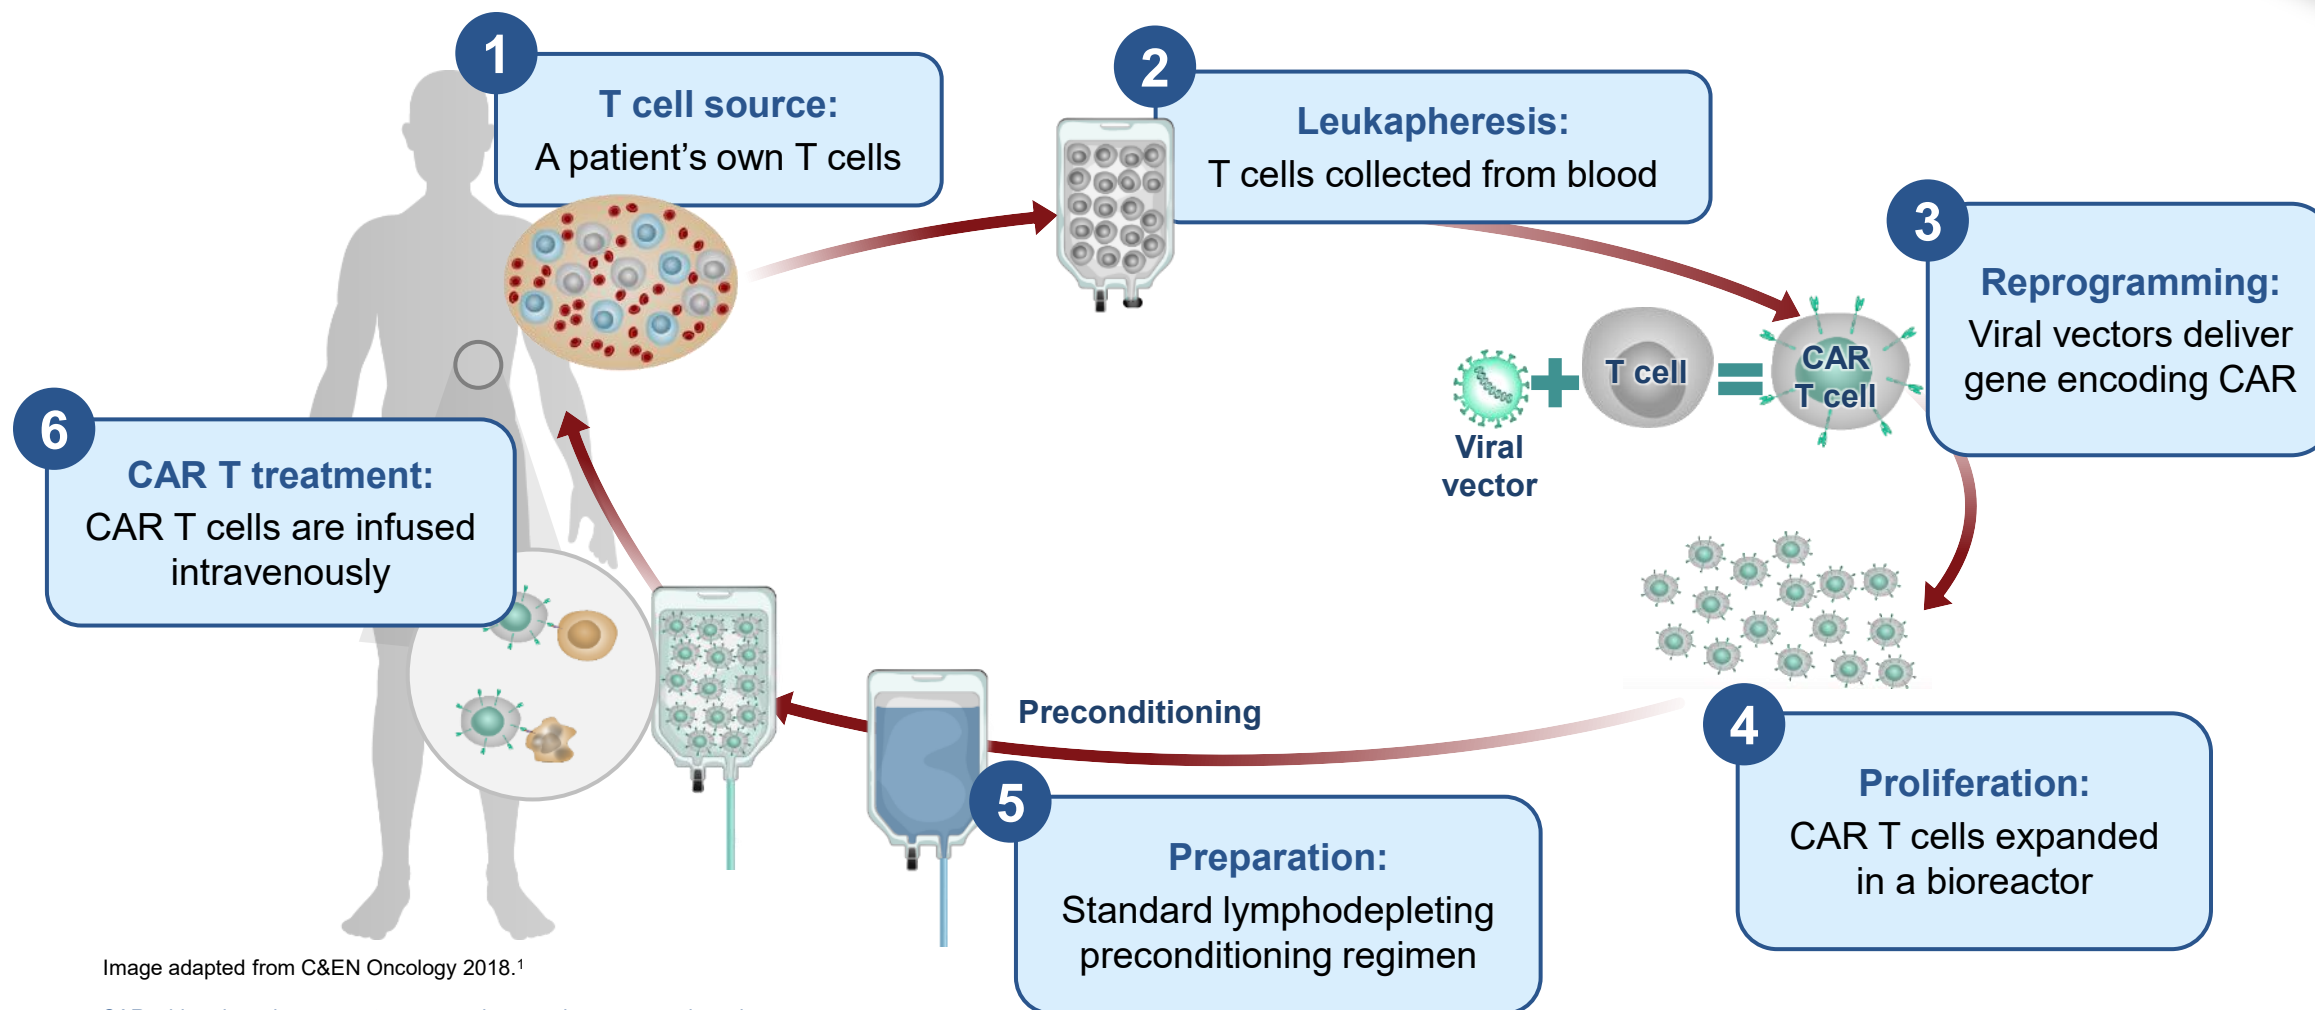 1
T cell source:
A patient's own T cells
2
Leukapheresis:
T cells collected from blood
3
Reprogramming:
Viral vectors deliver
gene encoding CAR
T cell
CAR
T cell
Viral
vector
4
Proliferation:
CAR T cells expanded
in a bioreactor
Preconditioning
5
Preparation:
Standard lymphodepleting
preconditioning regimen
6
CAR T treatment:
CAR T cells are infused
intravenously
Image adapted from C&EN Oncology 2018.¹